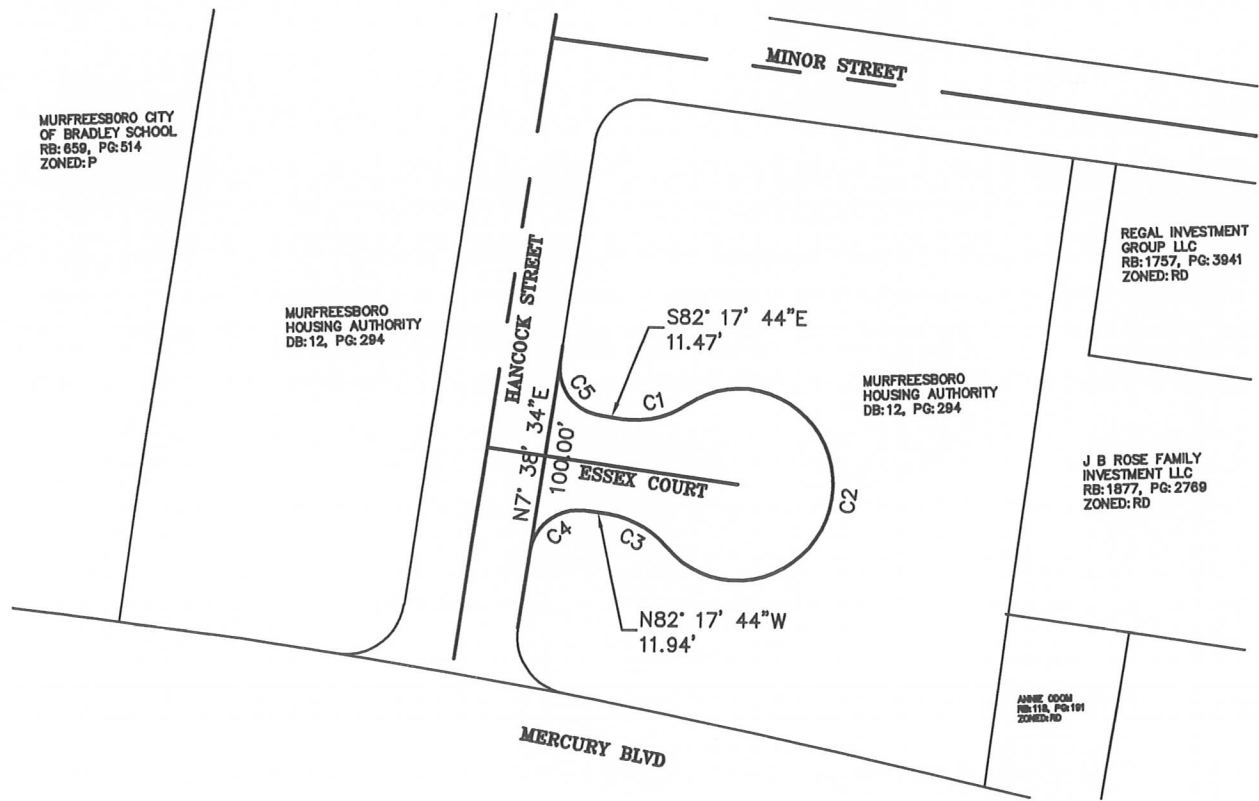 MINOR STREET
MURFREESBORO CITY
OF BRADLEY SCHOOL
RB: 659, PG: 514
ZONED: P
REGAL INVESTMENT
GROUP LLC
RB: 1757, PG: 3941
ZONED: RD
HANCOCK STREET
MURFREESBORO
HOUSING AUTHORITY
DB: 12, PG: 294
S82° 17' 44"E
11.47'
C5
C1
MURFREESBORO
HOUSING AUTHORITY
DB: 12, PG: 294
N7° 38' 34"E
100.00'
ESSEX COURT
C2
J B ROSE FAMILY
INVESTMENT LLC
RB: 1877, PG: 2769
ZONED: RD
C4
C3
N82° 17' 44"W
11.94'
ANNIE ODOM
RB: 118, PG: 191
ZONED: RD
MERCURY BLVD